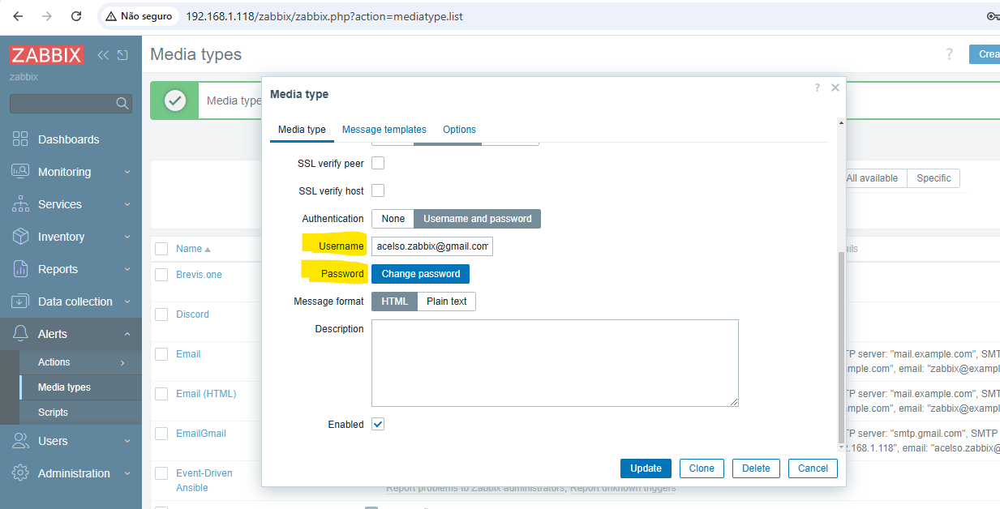 Não seguro
192.168.1.118/zabbix/zabbix.php?action=mediatype.list
ZABBIX
zabbix
Dashboards
Monitoring
Services
Inventory
Reports
Data collection
Alerts
Actions
Media types
Scripts
Users
Administration
Media types
?
Crea
Media type
All available
Specific
Name
ils
Brevis.one
Discord
Email
TP server: "mail.example.com", SMT
mple.com", email: "zabbix@exampl
Email (HTML)
TP server: "mail.example.com", SMT
mple.com", email: "zabbix@exampl
EmailGmail
TP server: "smtp.gmail.com", SMTP
2.168.1.118", email: "acelso.zabbix@
Event-Driven
Ansible
Report problems to Zabbix administrators, Report unknown triggers
Media type
?
Media type
Message templates
Options
SSL verify peer
SSL verify host
Authentication
None
Username and password
Username
acelso.zabbix@gmail.com
Password
Change password
Message format
HTML
Plain text
Description
Enabled
Update
Clone
Delete
Cancel